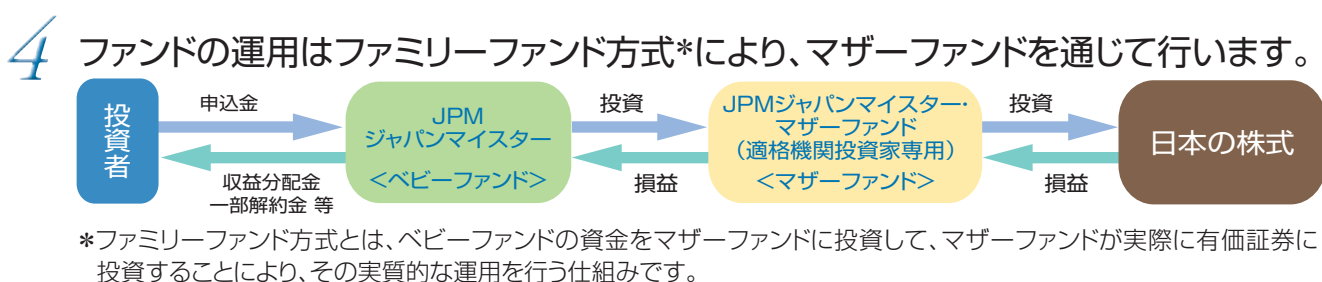 4 ファンドの運用はファミリーファンド方式*により、マザーファンドを通じて行います。
投資者
申込金
収益分配金
一部解約金 等
JPM
ジャパンマイスター
<ベビーファンド>
投資
損益
JPMジャパンマイスター・
マザーファンド
(適格機関投資家専用)
<マザーファンド>
投資
損益
日本の株式
*ファミリーファンド方式とは、ベビーファンドの資金をマザーファンドに投資して、マザーファンドが実際に有価証券に
投資することにより、その実質的な運用を行う仕組みです。